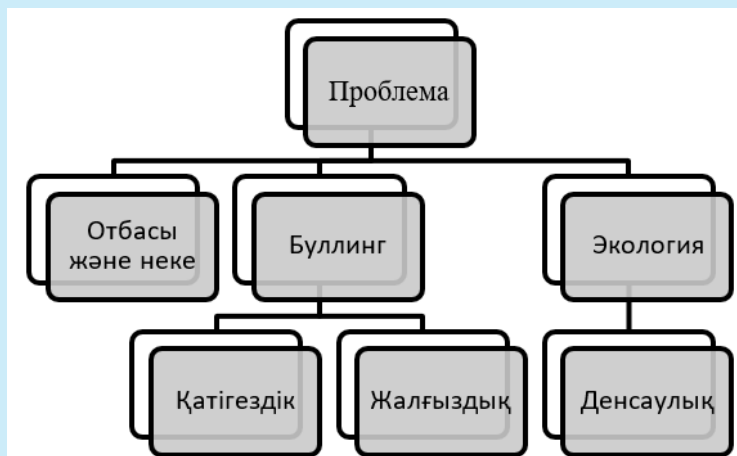 Проблема
Отбасы
және неке
Буллинг
Экология
Қатігездік
Жалғыздық
Денсаулық